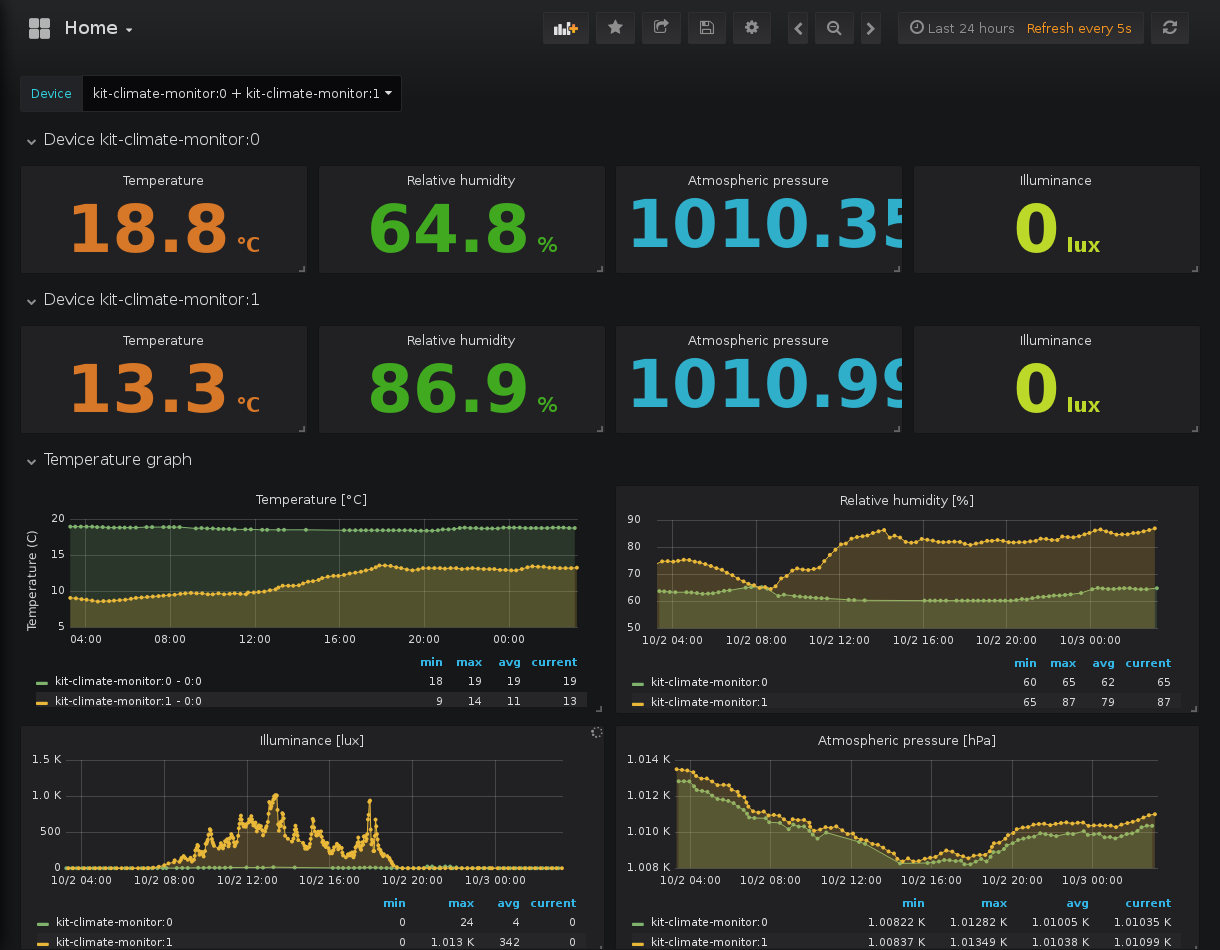 Home
Last 24 hours Refresh every 5s
Device kit-climate-monitor:0 + kit-climate-monitor:1
Device kit-climate-monitor:0
Temperature Relative humidity Atmospheric pressure Illuminance
18.8 °C 64.8 % 1010.35 0 lux
Device kit-climate-monitor:1
Temperature Relative humidity Atmospheric pressure Illuminance
13.3 °C 86.9 % 1010.99 0 lux
Temperature graph
Temperature [°C]
Temperature (C)
20
15
10
5
04:00 08:00 12:00 16:00 20:00 00:00
min max avg current
kit-climate-monitor:0 - 0:0 18 19 19 19
kit-climate-monitor:1 - 0:0 9 14 11 13
Relative humidity [%]
90
80
70
60
50
10/2 04:00 10/2 08:00 10/2 12:00 10/2 16:00 10/2 20:00 10/3 00:00
min max avg current
kit-climate-monitor:0 60 65 62 65
kit-climate-monitor:1 65 87 79 87
Illuminance [lux]
1.5 K
1.0 K
500
0
10/2 04:00 10/2 08:00 10/2 12:00 10/2 16:00 10/2 20:00 10/3 00:00
min max avg current
kit-climate-monitor:0 0 24 4 0
kit-climate-monitor:1 0 1.013 K 342 0
Atmospheric pressure [hPa]
1.014 K
1.012 K
1.010 K
1.008 K
10/2 04:00 10/2 08:00 10/2 12:00 10/2 16:00 10/2 20:00 10/3 00:00
min max avg current
kit-climate-monitor:0 1.00822 K 1.01282 K 1.01005 K 1.01035 K
kit-climate-monitor:1 1.00837 K 1.01349 K 1.01038 K 1.01099 K